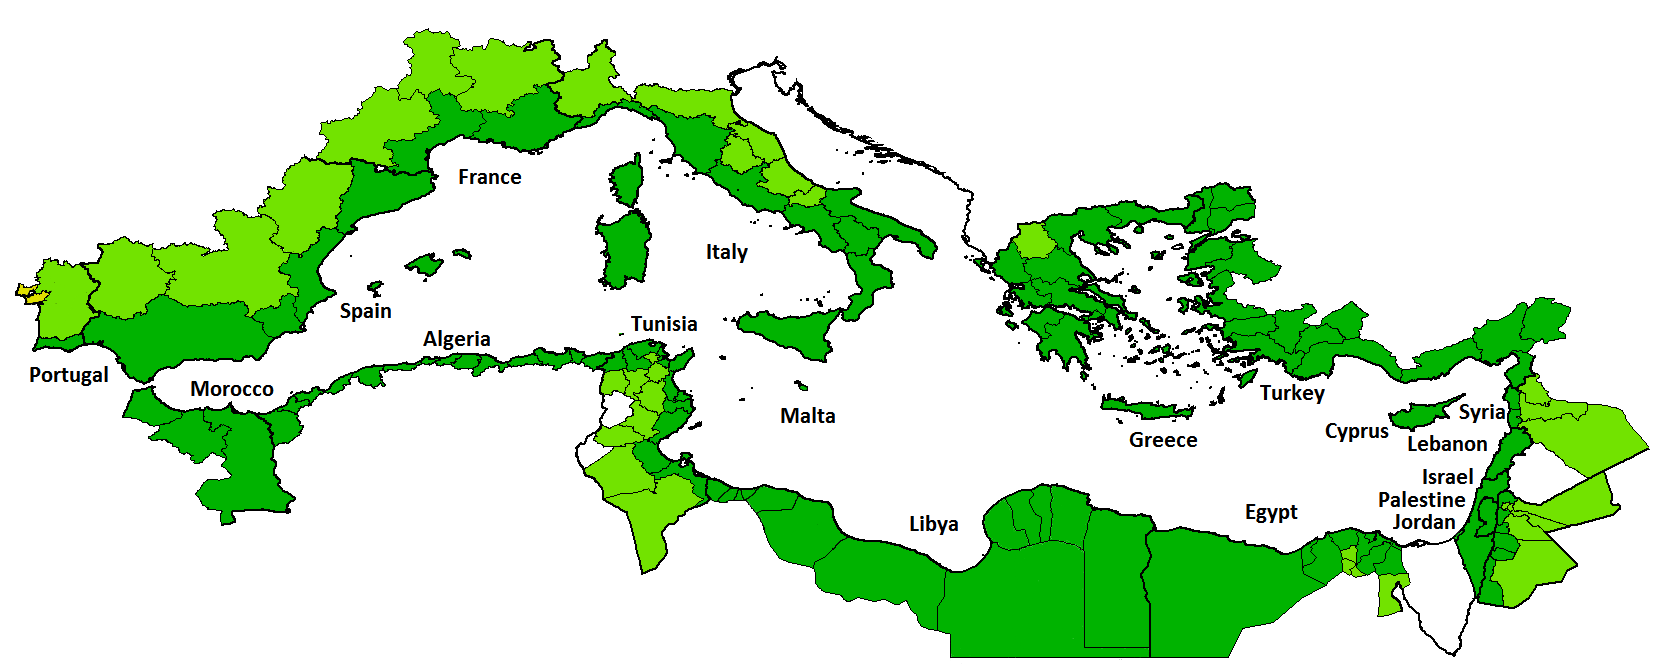 France
Italy
Spain
Tunisia
Algeria
Portugal
Morocco
Malta
Turkey
Greece
Syria
Cyprus
Lebanon
Israel
Palestine
Jordan
Egypt
Libya